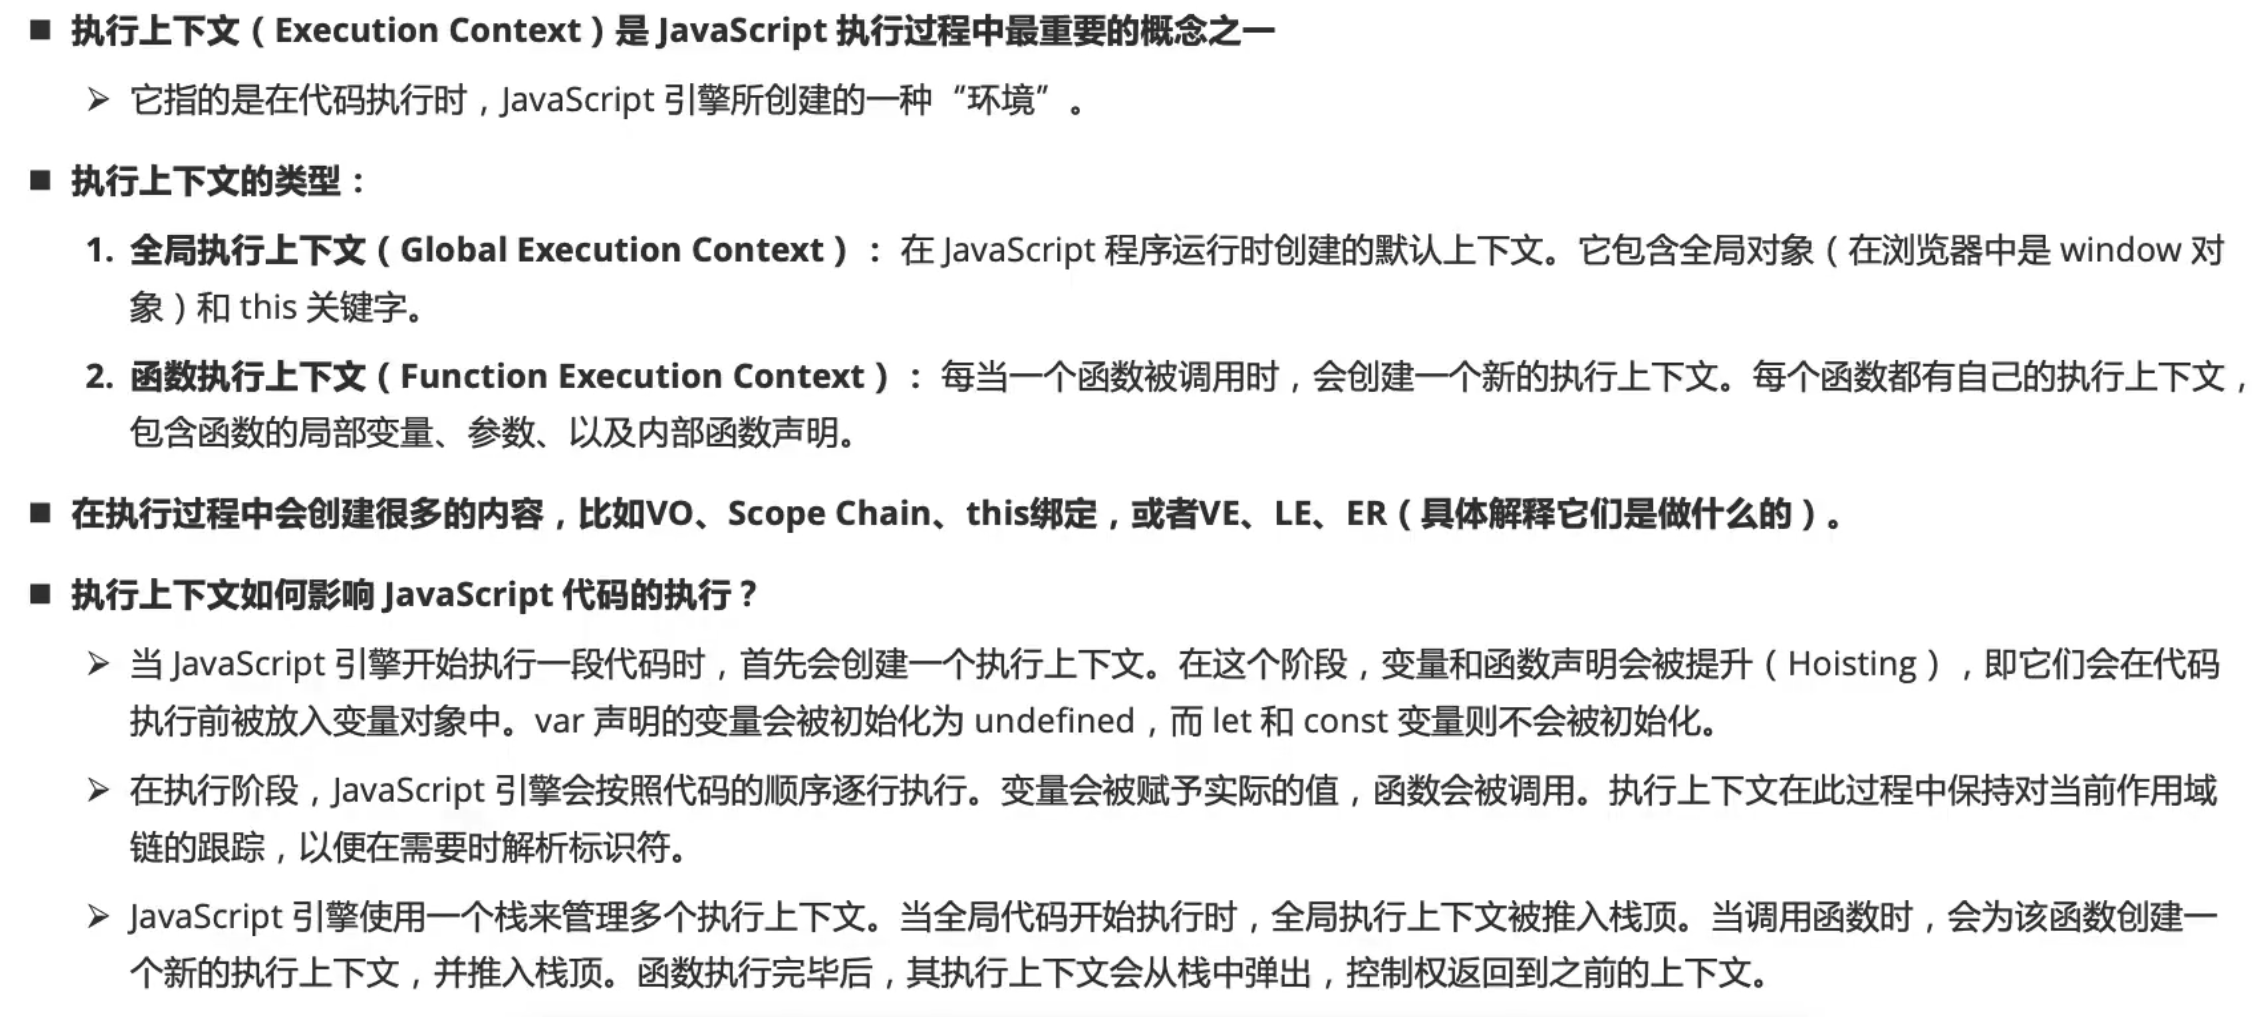 ■ 执行上下文（Execution Context）是 JavaScript 执行过程中最重要的概念之一
➢ 它指的是在代码执行时，JavaScript 引擎所创建的一种“环境”。
■ 执行上下文的类型：
1. 全局执行上下文（Global Execution Context）： 在 JavaScript 程序运行时创建的默认上下文。它包含全局对象（在浏览器中是 window 对
象）和 this 关键字。
2. 函数执行上下文（Function Execution Context）： 每当一个函数被调用时，会创建一个新的执行上下文。每个函数都有自己的执行上下文，
包含函数的局部变量、参数、以及内部函数声明。
■ 在执行过程中会创建很多的内容，比如VO、Scope Chain、this绑定，或者VE、LE、ER（具体解释它们是做什么的）。
■ 执行上下文如何影响 JavaScript 代码的执行？
➢ 当 JavaScript 引擎开始执行一段代码时，首先会创建一个执行上下文。在这个阶段，变量和函数声明会被提升（Hoisting），即它们会在代码
执行前被放入变量对象中。var 声明的变量会被初始化为 undefined，而 let 和 const 变量则不会被初始化。
➢ 在执行阶段，JavaScript 引擎会按照代码的顺序逐行执行。变量会被赋予实际的值，函数会被调用。执行上下文在此过程中保持对当前作用域
链的跟踪，以便在需要时解析标识符。
➢ JavaScript 引擎使用一个栈来管理多个执行上下文。当全局代码开始执行时，全局执行上下文被推入栈顶。当调用函数时，会为该函数创建一
个新的执行上下文，并推入栈顶。函数执行完毕后，其执行上下文会从栈中弹出，控制权返回到之前的上下文。